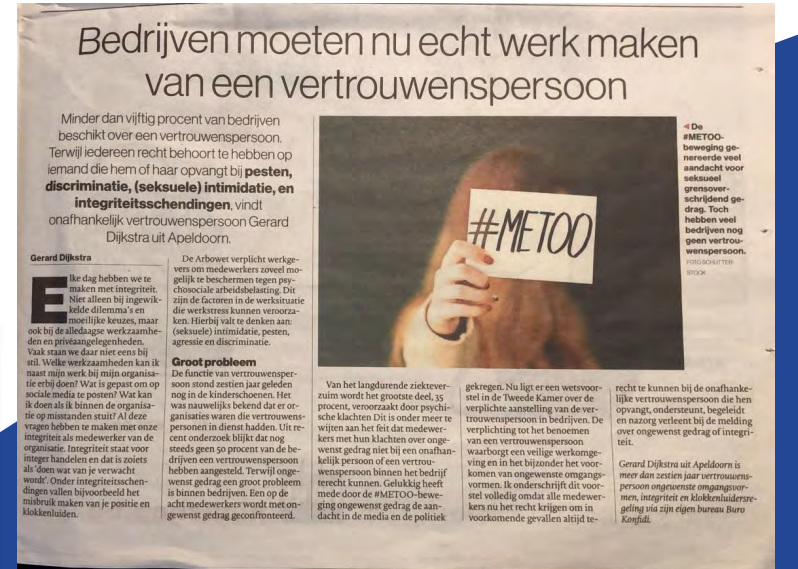 Bedrijven moeten nu echt werk maken
van een vertrouwenspersoon
Minder dan vijftig procent van bedrijven
beschikt over een vertrouwenspersoon.
Terwijl iedereen recht behoort te hebben op
iemand die hem of haar opvangt bij pesten,
discriminatie, (seksuele) intimidatie, en
integriteitsschendingen, vindt
onafhankelijk vertrouwenspersoon Gerard
Dijkstra uit Apeldoorn.
Gerard Dijkstra
Elke dag hebben we te
maken met integriteit.
Niet alleen bij ingewik-
kelde dilemma's en
moeilijke keuzes, maar
ook bij de alledaagse werkzaamhe-
den en privéaangelegenheden.
Vaak staan we daar niet eens bij
stil. Welke werkzaamheden kan ik
naast mijn werk bij mijn organisa-
tie erbij doen? Wat is gepast om op
sociale media te posten? Wat kan
ik doen als ik binnen de organisa-
tie op misstanden stuit? Al deze
vragen hebben te maken met onze
integriteit als medewerker van de
organisatie. Integriteit staat voor
integer handelen en dat is zoiets
als 'doen wat van je verwacht
wordt'. Onder integriteitsschen-
dingen vallen bijvoorbeeld het
misbruik maken van je positie en
klokkenluiden.
De Arbowet verplicht werkge-
vers om medewerkers zoveel mo-
gelijk te beschermen tegen psy-
chosociale arbeidsbelasting. Dit
zijn de factoren in de werksituatie
die werkstress kunnen veroorza-
ken. Hierbij valt te denken aan:
(seksuele) intimidatie, pesten,
agressie en discriminatie.
Groot probleem
De functie van vertrouwensper-
soon stond zestien jaar geleden
nog in de kinderschoenen. Het
was nauwelijks bekend dat er or-
ganisaties waren die vertrouwens-
personen in dienst hadden. Uit re-
cent onderzoek blijkt dat nog
steeds geen 50 procent van de be-
drijven een vertrouwenspersoon
hebben aangesteld. Terwijl onge-
wenst gedrag een groot probleem
is binnen bedrijven. Een op de
acht medewerkers wordt met on-
gewenst gedrag geconfronteerd.
#METOO
◀ De
#METOO-
beweging ge-
nereerde veel
aandacht voor
seksueel
grensover-
schrijdend ge-
drag. Toch
hebben veel
bedrijven nog
geen vertrou-
wenspersoon.
FOTO SCHUTTER-
STOCK
Van het langdurende ziektever-
zuim wordt het grootste deel, 35
procent, veroorzaakt door psychi-
sche klachten Dit is onder meer te
wijten aan het feit dat medewer-
kers met hun klachten over onge-
wenst gedrag niet bij een onafhan-
kelijk persoon of een vertrou-
wenspersoon binnen het bedrijf
terecht kunnen. Gelukkig heeft
mede door de #METOO-bewe-
ging ongewenst gedrag de aan-
dacht in de media en de politiek
gekregen. Nu ligt er een wetsvoor-
stel in de Tweede Kamer over de
verplichte aanstelling van de ver-
trouwenspersoon in bedrijven. De
verplichting tot het benoemen
van een vertrouwenspersoon
waarborgt een veilige werkomge-
ving en in het bijzonder het voor-
komen van ongewenste omgangs-
vormen. Ik onderschrijf dit voor-
stel volledig omdat alle medewer-
kers nu het recht krijgen om in
voorkomende gevallen altijd te-
recht te kunnen bij de onafhanke-
lijke vertrouwenspersoon die hen
opvangt, ondersteunt, begeleidt
en nazorg verleent bij de melding
over ongewenst gedrag of integri-
teit.
Gerard Dijkstra uit Apeldoorn is
meer dan zestien jaar vertrouwens-
persoon ongewenste omgangsvor-
men, integriteit en klokkenluidersre-
geling via zijn eigen bureau Buro
Konfidi.